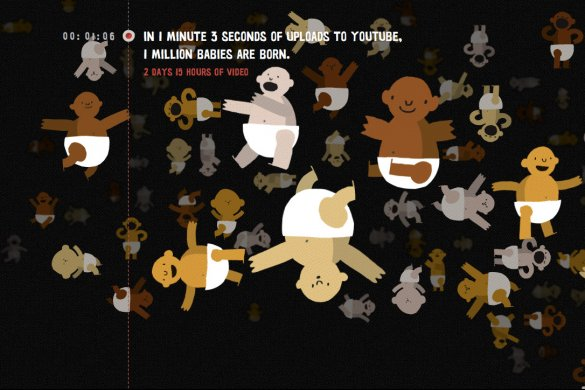 00:01:06
IN 1 MINUTE 3 SECONDS OF UPLOADS TO YOUTUBE,
1 MILLION BABIES ARE BORN.
2 DAYS 15 HOURS OF VIDEO